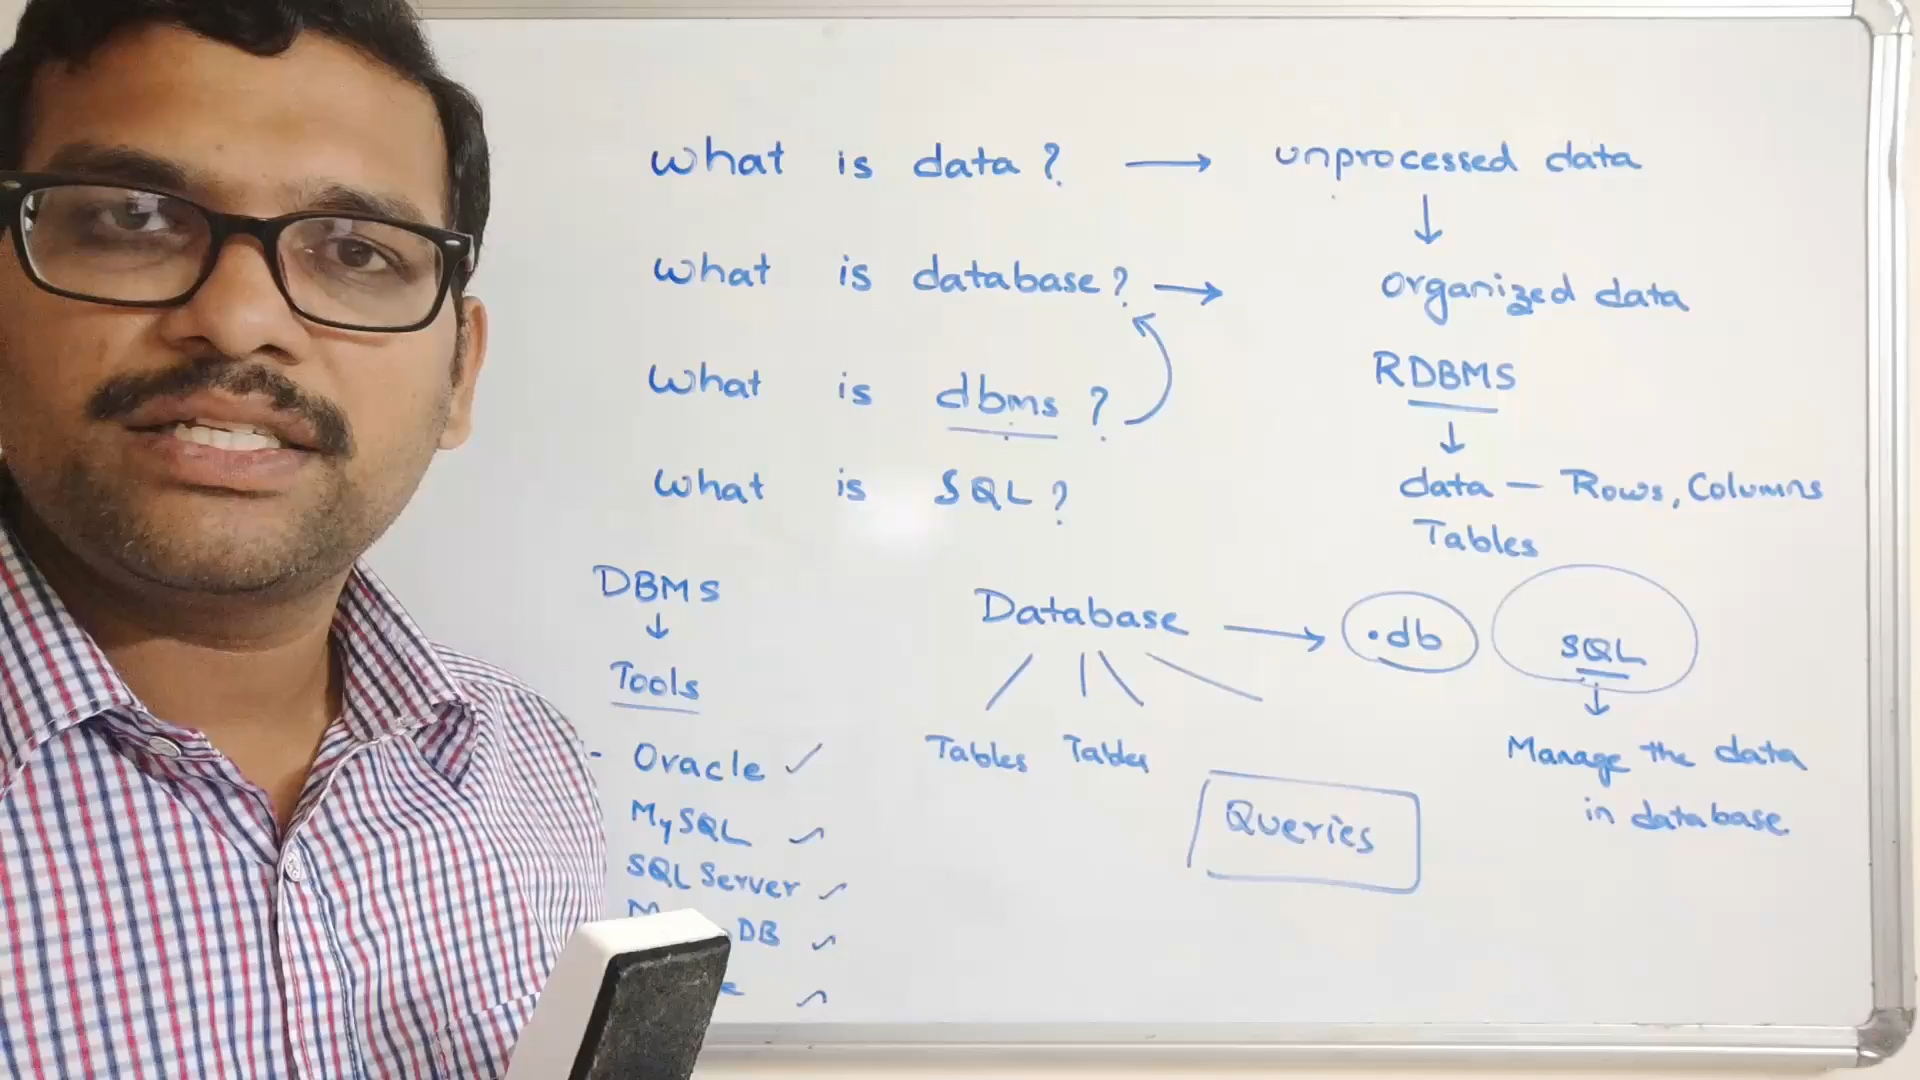 What is data? → unprocessed data
↓
What is database? → organized data
What is dbms?
RDBMS
↓
data — Rows, Columns
Tables
What is SQL?
DBMS
↓
Tools
- Oracle ✓
MySQL ✓
SQL Server ✓
DB ✓
Database → .db
Tables Tables
Queries
SQL
↓
Manage the data
in database.